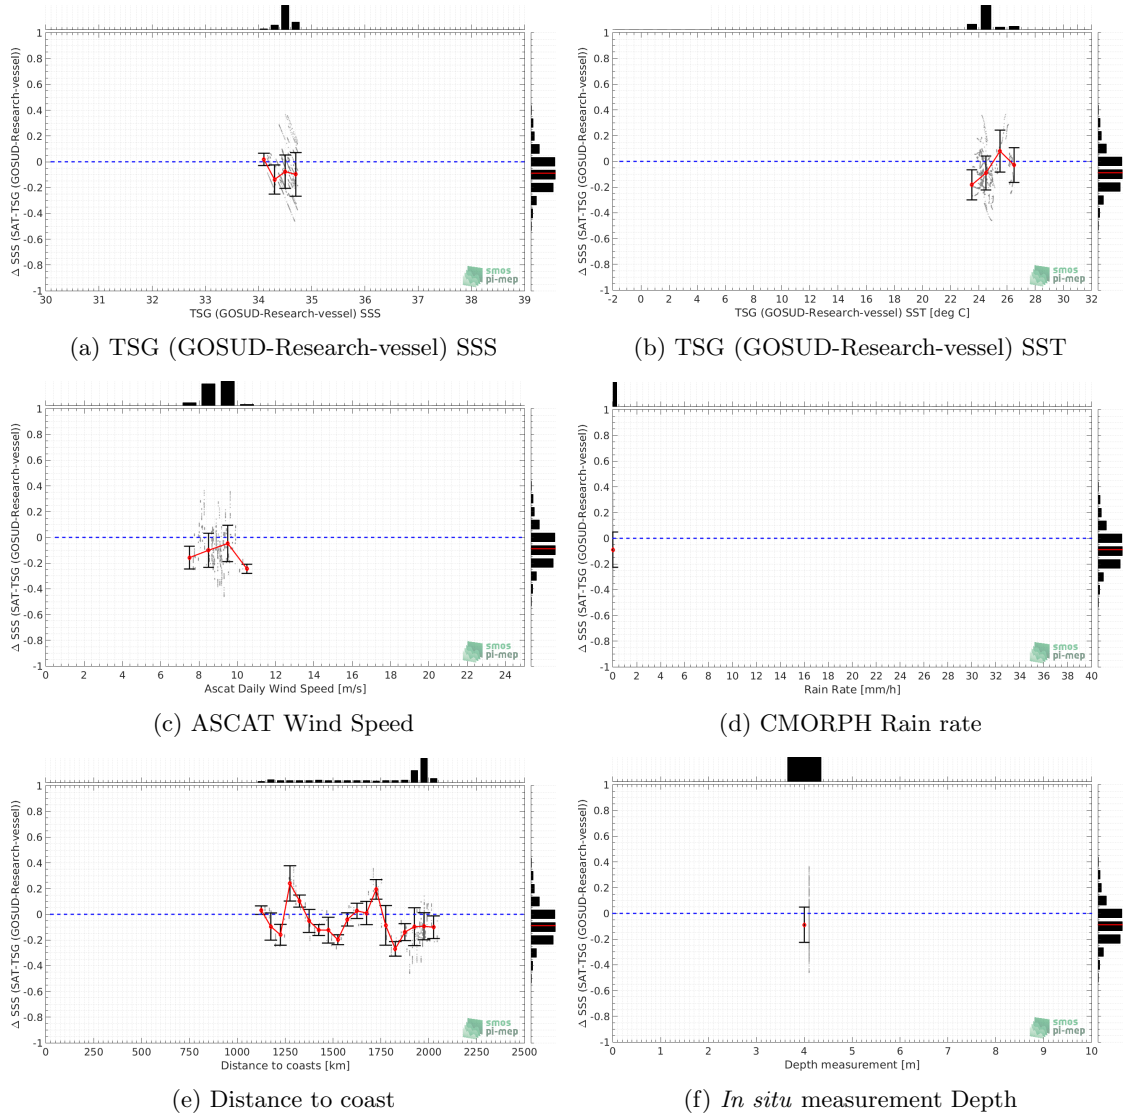 Δ SSS (SAT-TSG (GOSUD-Research-vessel))
1
0.8
0.6
0.4
0.2
0
-0.2
-0.4
-0.6
-0.8
-1
30 31 32 33 34 35 36 37 38 39
TSG (GOSUD-Research-vessel) SSS
smos
pi-mep
(a) TSG (GOSUD-Research-vessel) SSS
Δ SSS (SAT-TSG (GOSUD-Research-vessel))
1
0.8
0.6
0.4
0.2
0
-0.2
-0.4
-0.6
-0.8
-1
-2 0 2 4 6 8 10 12 14 16 18 20 22 24 26 28 30 32
TSG (GOSUD-Research-vessel) SST [deg C]
smos
pi-mep
(b) TSG (GOSUD-Research-vessel) SST
Δ SSS (SAT-TSG (GOSUD-Research-vessel))
1
0.8
0.6
0.4
0.2
0
-0.2
-0.4
-0.6
-0.8
-1
0 2 4 6 8 10 12 14 16 18 20 22 24
Ascat Daily Wind Speed [m/s]
smos
pi-mep
(c) ASCAT Wind Speed
Δ SSS (SAT-TSG (GOSUD-Research-vessel))
1
0.8
0.6
0.4
0.2
0
-0.2
-0.4
-0.6
-0.8
-1
0 2 4 6 8 10 12 14 16 18 20 22 24 26 28 30 32 34 36 38 40
Rain Rate [mm/h]
smos
pi-mep
(d) CMORPH Rain rate
Δ SSS (SAT-TSG (GOSUD-Research-vessel))
1
0.8
0.6
0.4
0.2
0
-0.2
-0.4
-0.6
-0.8
-1
0 250 500 750 1000 1250 1500 1750 2000 2250 2500
Distance to coasts [km]
smos
pi-mep
(e) Distance to coast
Δ SSS (SAT-TSG (GOSUD-Research-vessel))
1
0.8
0.6
0.4
0.2
0
-0.2
-0.4
-0.6
-0.8
-1
0 1 2 3 4 5 6 7 8 9 10
Depth measurement [m]
smos
pi-mep
(f) In situ measurement Depth